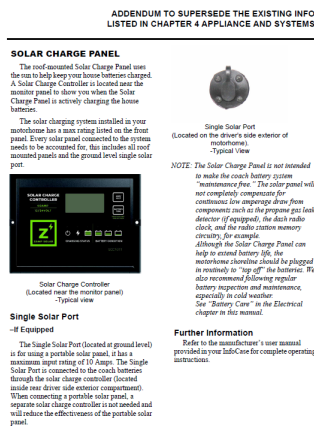 ADDENDUM TO SUPERSEDE THE EXISTING INFO
LISTED IN CHAPTER 4 APPLIANCE AND SYSTEMS
SOLAR CHARGE PANEL
The roof-mounted Solar Charge Panel uses
the sun to help keep your house batteries charged.
A Solar Charge Controller is located near the
monitor panel to show you when the Solar
Charge Panel is actively charging the house
batteries.
The solar charging system installed in your
motorhome has a max rating listed on the front
panel. Every solar panel connected to the system
needs to be accounted for, this includes all roof
mounted panels and the ground level single solar
port.
SOLAR CHARGE
CONTROLLER
Solar Charge Controller
(Located near the monitor panel)
-Typical view
Single Solar Port
–If Equipped
The Single Solar Port (located at ground level)
is for using a portable solar panel, it has a
maximum input rating of 10 Amps. The Single
Solar Port is connected to the coach batteries
through the solar charge controller (located
inside rear driver side exterior compartment).
When connecting a portable solar panel, a
separate solar charge controller is not needed and
will reduce the effectiveness of the portable solar
panel.
Single Solar Port
(Located on the driver's side exterior of
motorhome).
-Typical View
NOTE: The Solar Charge Panel is not intended
to make the coach battery system
“maintenance free.” The solar panel will
not completely compensate for
continuous low amperage draw from
components such as the propane gas leak
detector (if equipped), the dash radio
clock, and the radio station memory
circuitry, for example.
Although the Solar Charge Panel can
help to extend battery life, the
motorhome shoreline should be plugged
in routinely to “top off” the batteries. We
also recommend following regular
battery inspection and maintenance,
especially in cold weather.
See “Battery Care” in the Electrical
chapter in this manual.
Further Information
Refer to the manufacturer’s user manual
provided in your InfoCase for complete operating
instructions.